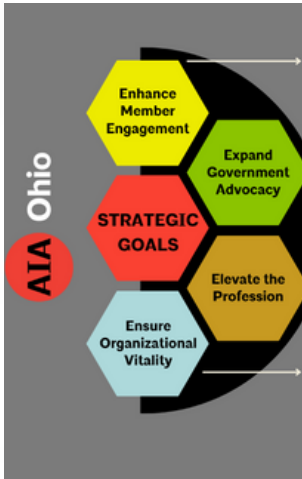 AIA Ohio
Enhance
Member
Engagement
Expand
Government
Advocacy
STRATEGIC
GOALS
Elevate the
Profession
Ensure
Organizational
Vitality